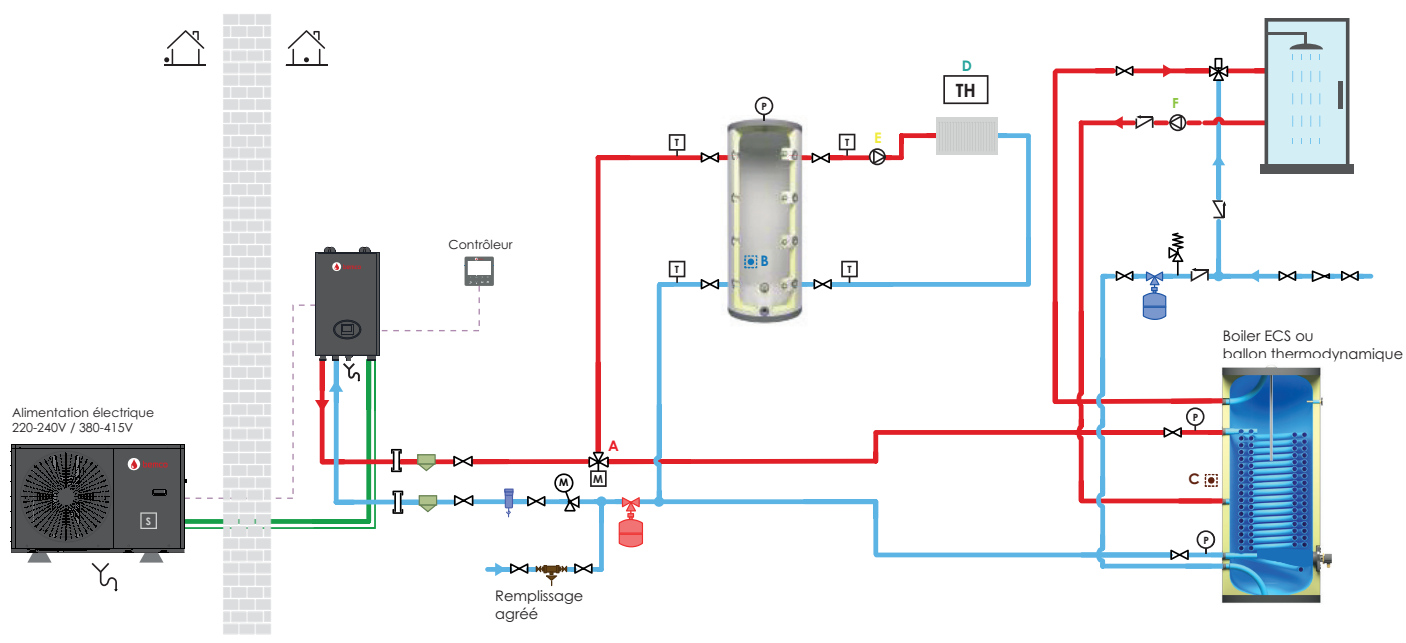 D
TH
P
T
T
E
F
Contrôleur
T
B
T
Boiler ECS ou
ballon thermodynamique
Alimentation électrique
220-240V / 380-415V
P
A
M
M
C
S
P
Remplissage
agréé